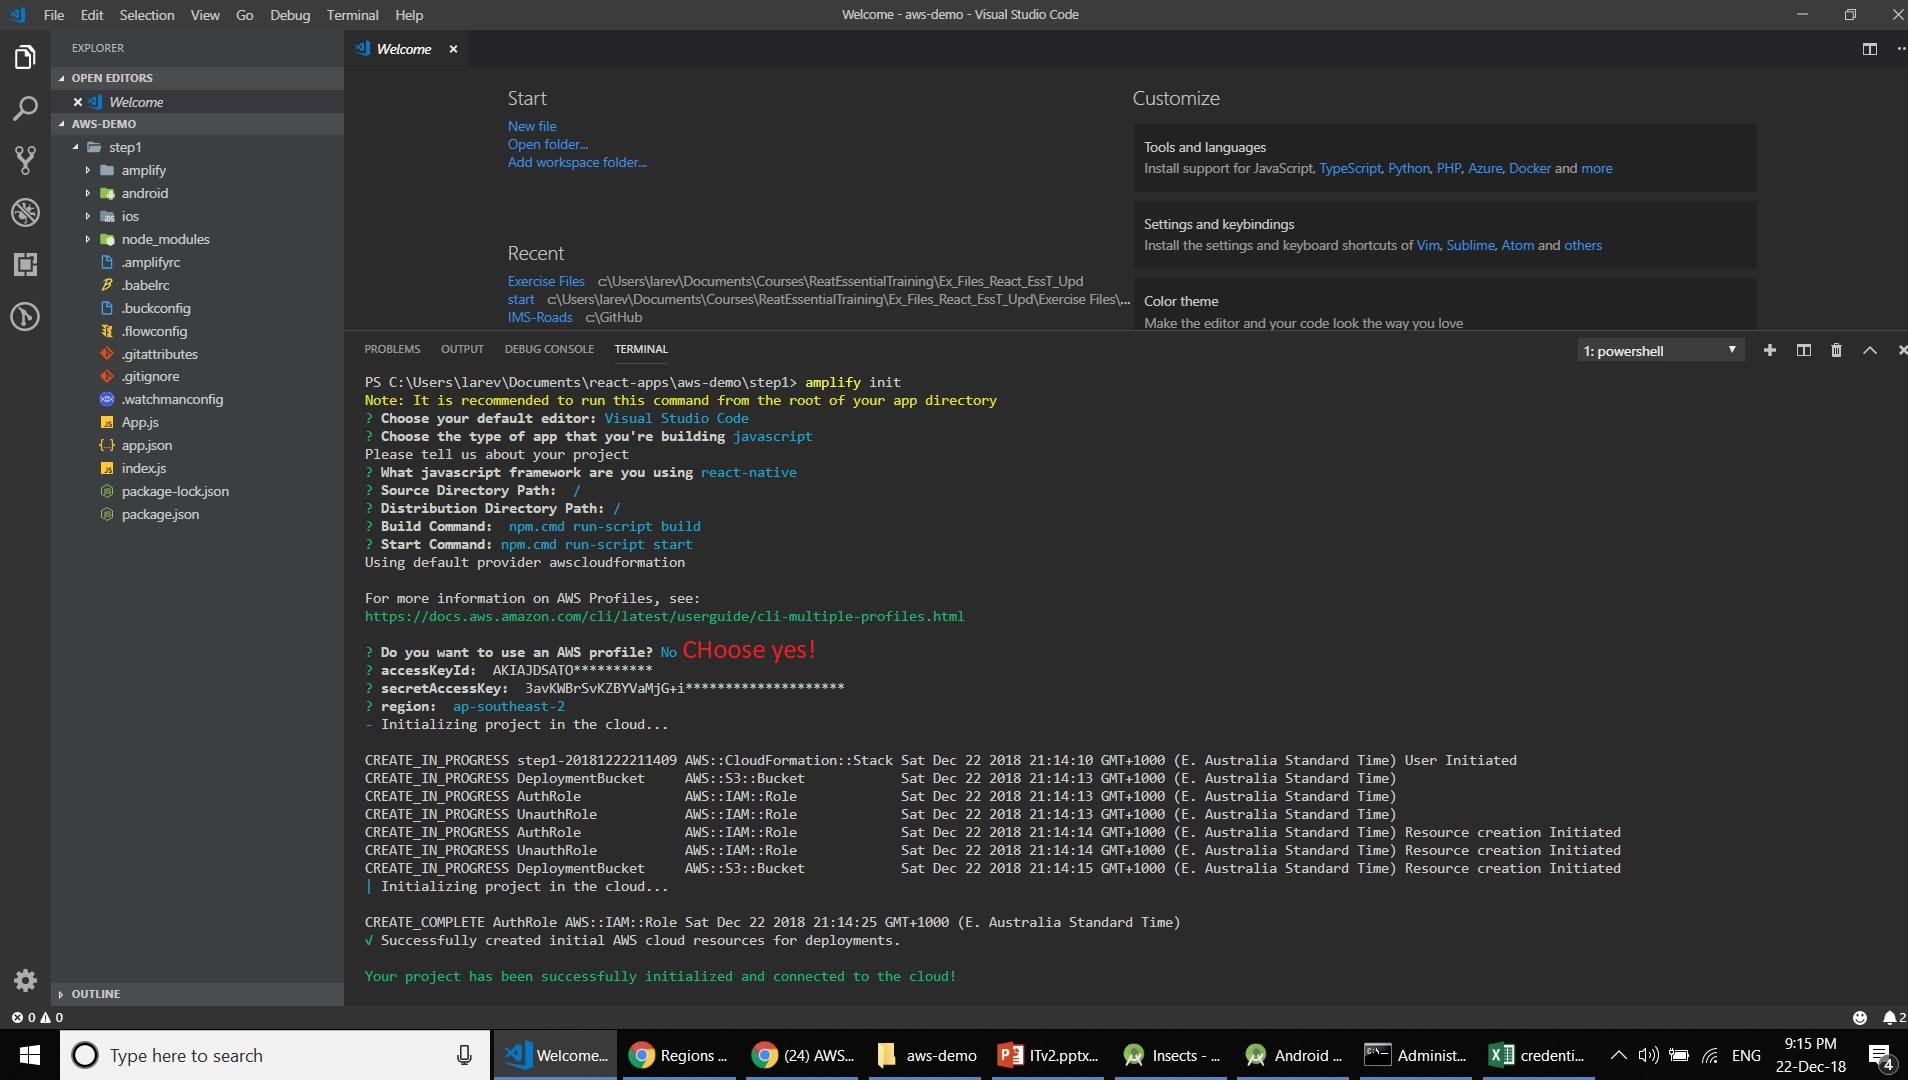 File Edit Selection View Go Debug Terminal Help
Welcome - aws-demo - Visual Studio Code
EXPLORER
OPEN EDITORS
Welcome
AWS-DEMO
step1
amplify
android
ios
node_modules
.amplifyrc
.babelrc
.buckconfig
.flowconfig
.gitattributes
.gitignore
.watchmanconfig
App.js
app.json
index.js
package-lock.json
package.json
OUTLINE
Welcome
Start
New file
Open folder...
Add workspace folder...
Recent
Exercise Files c:\Users\larev\Documents\Courses\ReatEssentialTraining\Ex_Files_React_EssT_Upd
start c:\Users\larev\Documents\Courses\ReatEssentialTraining\Ex_Files_React_EssT_Upd\Exercise Files\...
IMS-Roads c:\GitHub
Customize
Tools and languages
Install support for JavaScript, TypeScript, Python, PHP, Azure, Docker and more
Settings and keybindings
Install the settings and keyboard shortcuts of Vim, Sublime, Atom and others
Color theme
Make the editor and your code look the way you love
PROBLEMS OUTPUT DEBUG CONSOLE TERMINAL
1: powershell
PS C:\Users\larev\Documents\react-apps\aws-demo\step1> amplify init
Note: It is recommended to run this command from the root of your app directory
? Choose your default editor: Visual Studio Code
? Choose the type of app that you're building javascript
Please tell us about your project
? What javascript framework are you using react-native
? Source Directory Path:  /
? Distribution Directory Path: /
? Build Command:  npm.cmd run-script build
? Start Command: npm.cmd run-script start
Using default provider awscloudformation
For more information on AWS Profiles, see:
https://docs.aws.amazon.com/cli/latest/userguide/cli-multiple-profiles.html
? Do you want to use an AWS profile? No CHoose yes!
? accessKeyId:  AKIAJDSATO**********
? secretAccessKey:  3avKWBrSvKZBYVaMjG+i********************
? region:  ap-southeast-2
- Initializing project in the cloud...
CREATE_IN_PROGRESS step1-20181222211409 AWS::CloudFormation::Stack Sat Dec 22 2018 21:14:10 GMT+1000 (E. Australia Standard Time) User Initiated
CREATE_IN_PROGRESS DeploymentBucket AWS::S3::Bucket Sat Dec 22 2018 21:14:13 GMT+1000 (E. Australia Standard Time)
CREATE_IN_PROGRESS AuthRole AWS::IAM::Role Sat Dec 22 2018 21:14:13 GMT+1000 (E. Australia Standard Time)
CREATE_IN_PROGRESS UnauthRole AWS::IAM::Role Sat Dec 22 2018 21:14:13 GMT+1000 (E. Australia Standard Time)
CREATE_IN_PROGRESS AuthRole AWS::IAM::Role Sat Dec 22 2018 21:14:14 GMT+1000 (E. Australia Standard Time) Resource creation Initiated
CREATE_IN_PROGRESS UnauthRole AWS::IAM::Role Sat Dec 22 2018 21:14:14 GMT+1000 (E. Australia Standard Time) Resource creation Initiated
CREATE_IN_PROGRESS DeploymentBucket AWS::S3::Bucket Sat Dec 22 2018 21:14:15 GMT+1000 (E. Australia Standard Time) Resource creation Initiated
| Initializing project in the cloud...
CREATE_COMPLETE AuthRole AWS::IAM::Role Sat Dec 22 2018 21:14:25 GMT+1000 (E. Australia Standard Time)
√ Successfully created initial AWS cloud resources for deployments.
Your project has been successfully initialized and connected to the cloud!
0 0
2
Type here to search
Welcome...
Regions ...
(24) AWS...
aws-demo
ITv2.pptx...
Insects - ...
Android ...
Administ...
credenti...
ENG
9:15 PM
22-Dec-18
4